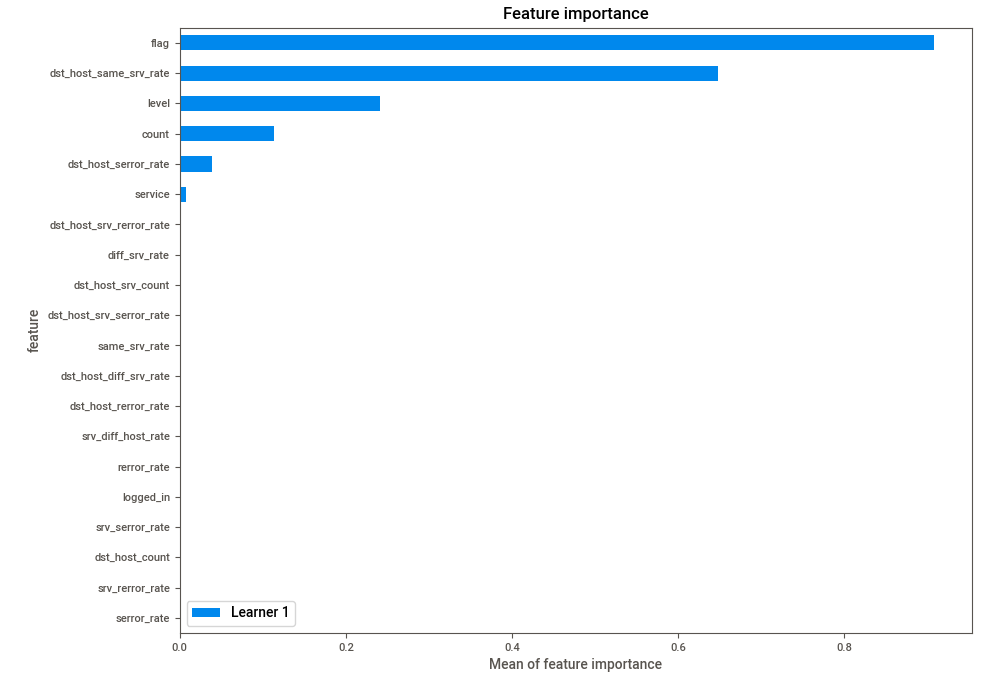 Feature importance
flag
dst_host_same_srv_rate
level
count
dst_host_serror_rate
service
dst_host_srv_rerror_rate
diff_srv_rate
dst_host_srv_count
dst_host_srv_serror_rate
same_srv_rate
dst_host_diff_srv_rate
dst_host_rerror_rate
srv_diff_host_rate
rerror_rate
logged_in
srv_serror_rate
dst_host_count
srv_rerror_rate
serror_rate
feature
Learner 1
0.0 0.2 0.4 0.6 0.8
Mean of feature importance